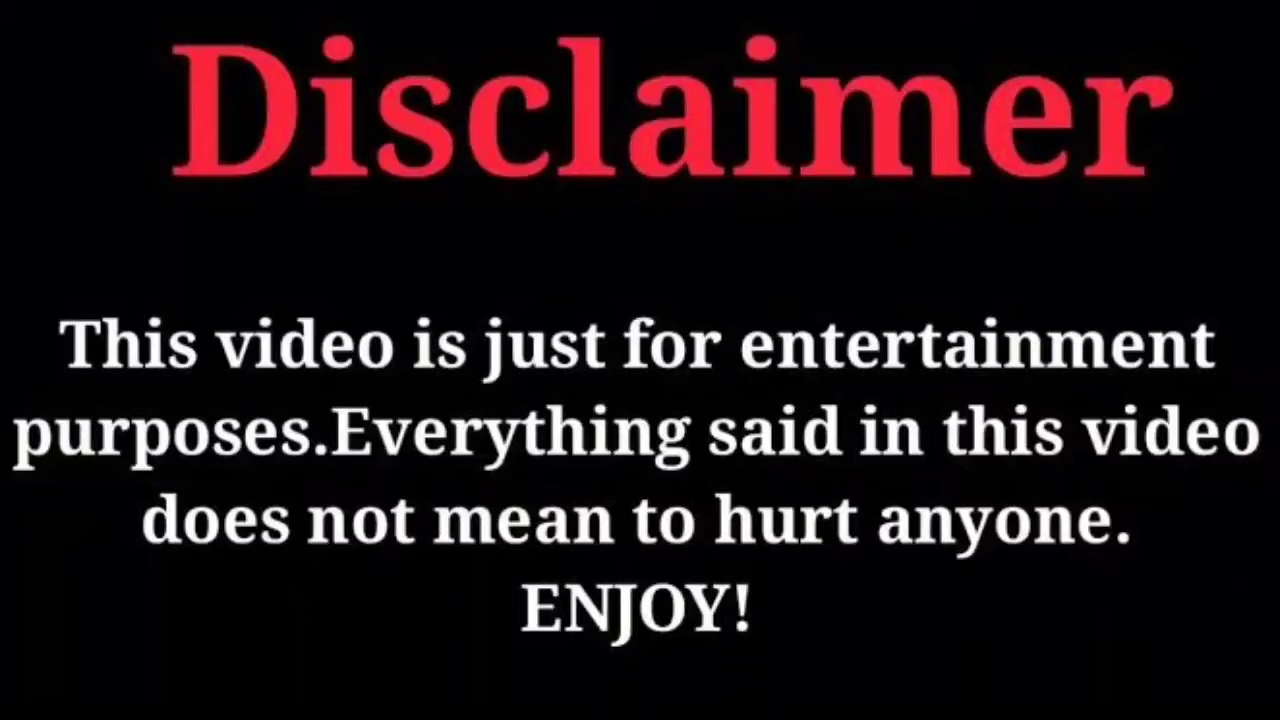 Disclaimer
This video is just for entertainment
purposes.Everything said in this video
does not mean to hurt anyone.
ENJOY!